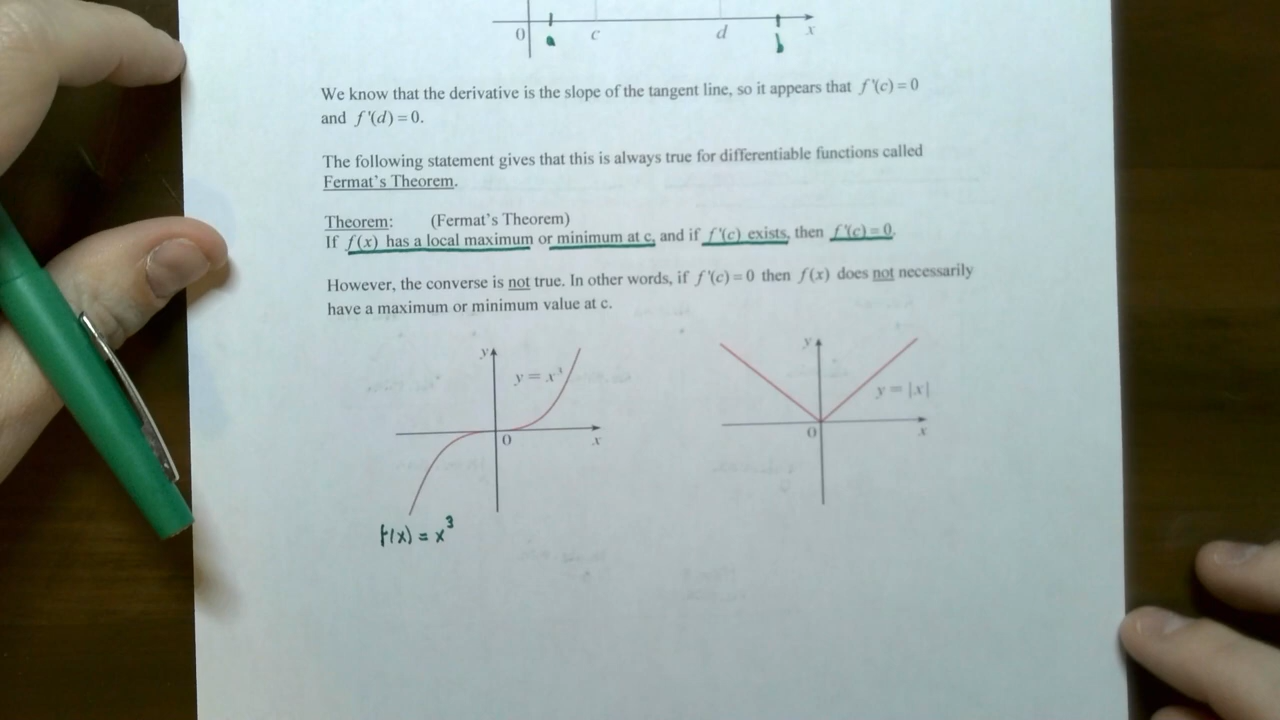 0 a c d b x
We know that the derivative is the slope of the tangent line, so it appears that f'(c) = 0
and f'(d) = 0.
The following statement gives that this is always true for differentiable functions called
Fermat's Theorem.
Theorem: (Fermat's Theorem)
If f(x) has a local maximum or minimum at c, and if f'(c) exists, then f'(c) = 0.
However, the converse is not true. In other words, if f'(c) = 0 then f(x) does not necessarily
have a maximum or minimum value at c.
y
y = x³
0
x
f(x) = x³
y
y = |x|
0
x